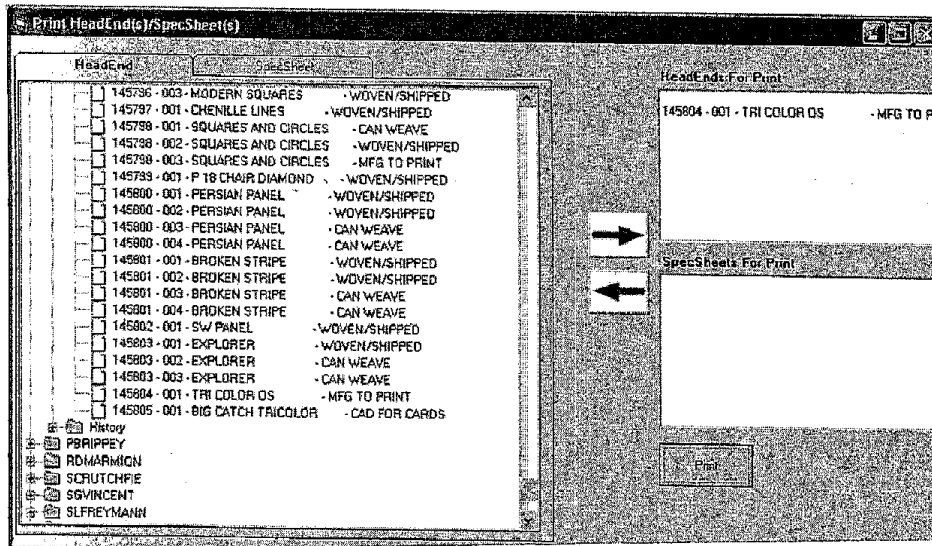 Print HeadEnd(s)/SpecSheet(s)
HeadEnd
SpecSheet
145796 - 003 - MODERN SQUARES - WOVEN/SHIPPED
145797 - 001 - CHENILLE LINES - WOVEN/SHIPPED
145798 - 001 - SQUARES AND CIRCLES - CAN WEAVE
145798 - 002 - SQUARES AND CIRCLES - WOVEN/SHIPPED
145798 - 003 - SQUARES AND CIRCLES - MFG TO PRINT
145799 - 001 - P 18 CHAIR DIAMOND - WOVEN/SHIPPED
145800 - 001 - PERSIAN PANEL - WOVEN/SHIPPED
145800 - 002 - PERSIAN PANEL - WOVEN/SHIPPED
145800 - 003 - PERSIAN PANEL - CAN WEAVE
145800 - 004 - PERSIAN PANEL - CAN WEAVE
145801 - 001 - BROKEN STRIPE - WOVEN/SHIPPED
145801 - 002 - BROKEN STRIPE - WOVEN/SHIPPED
145801 - 003 - BROKEN STRIPE - CAN WEAVE
145801 - 004 - BROKEN STRIPE - CAN WEAVE
145802 - 001 - SW PANEL - WOVEN/SHIPPED
145803 - 001 - EXPLORER - WOVEN/SHIPPED
145803 - 002 - EXPLORER - CAN WEAVE
145803 - 003 - EXPLORER - CAN WEAVE
145804 - 001 - TRI COLOR OS - MFG TO PRINT
145805 - 001 - BIG CATCH TRICOLOR - CAD FOR CARDS
History
PBRIPPEY
RDMARMION
SCRUTCHFIE
SGVINCENT
SLFREYMANN
HeadEnds For Print
145804 - 001 - TRI COLOR OS - MFG TO P
SpecSheets For Print
Print